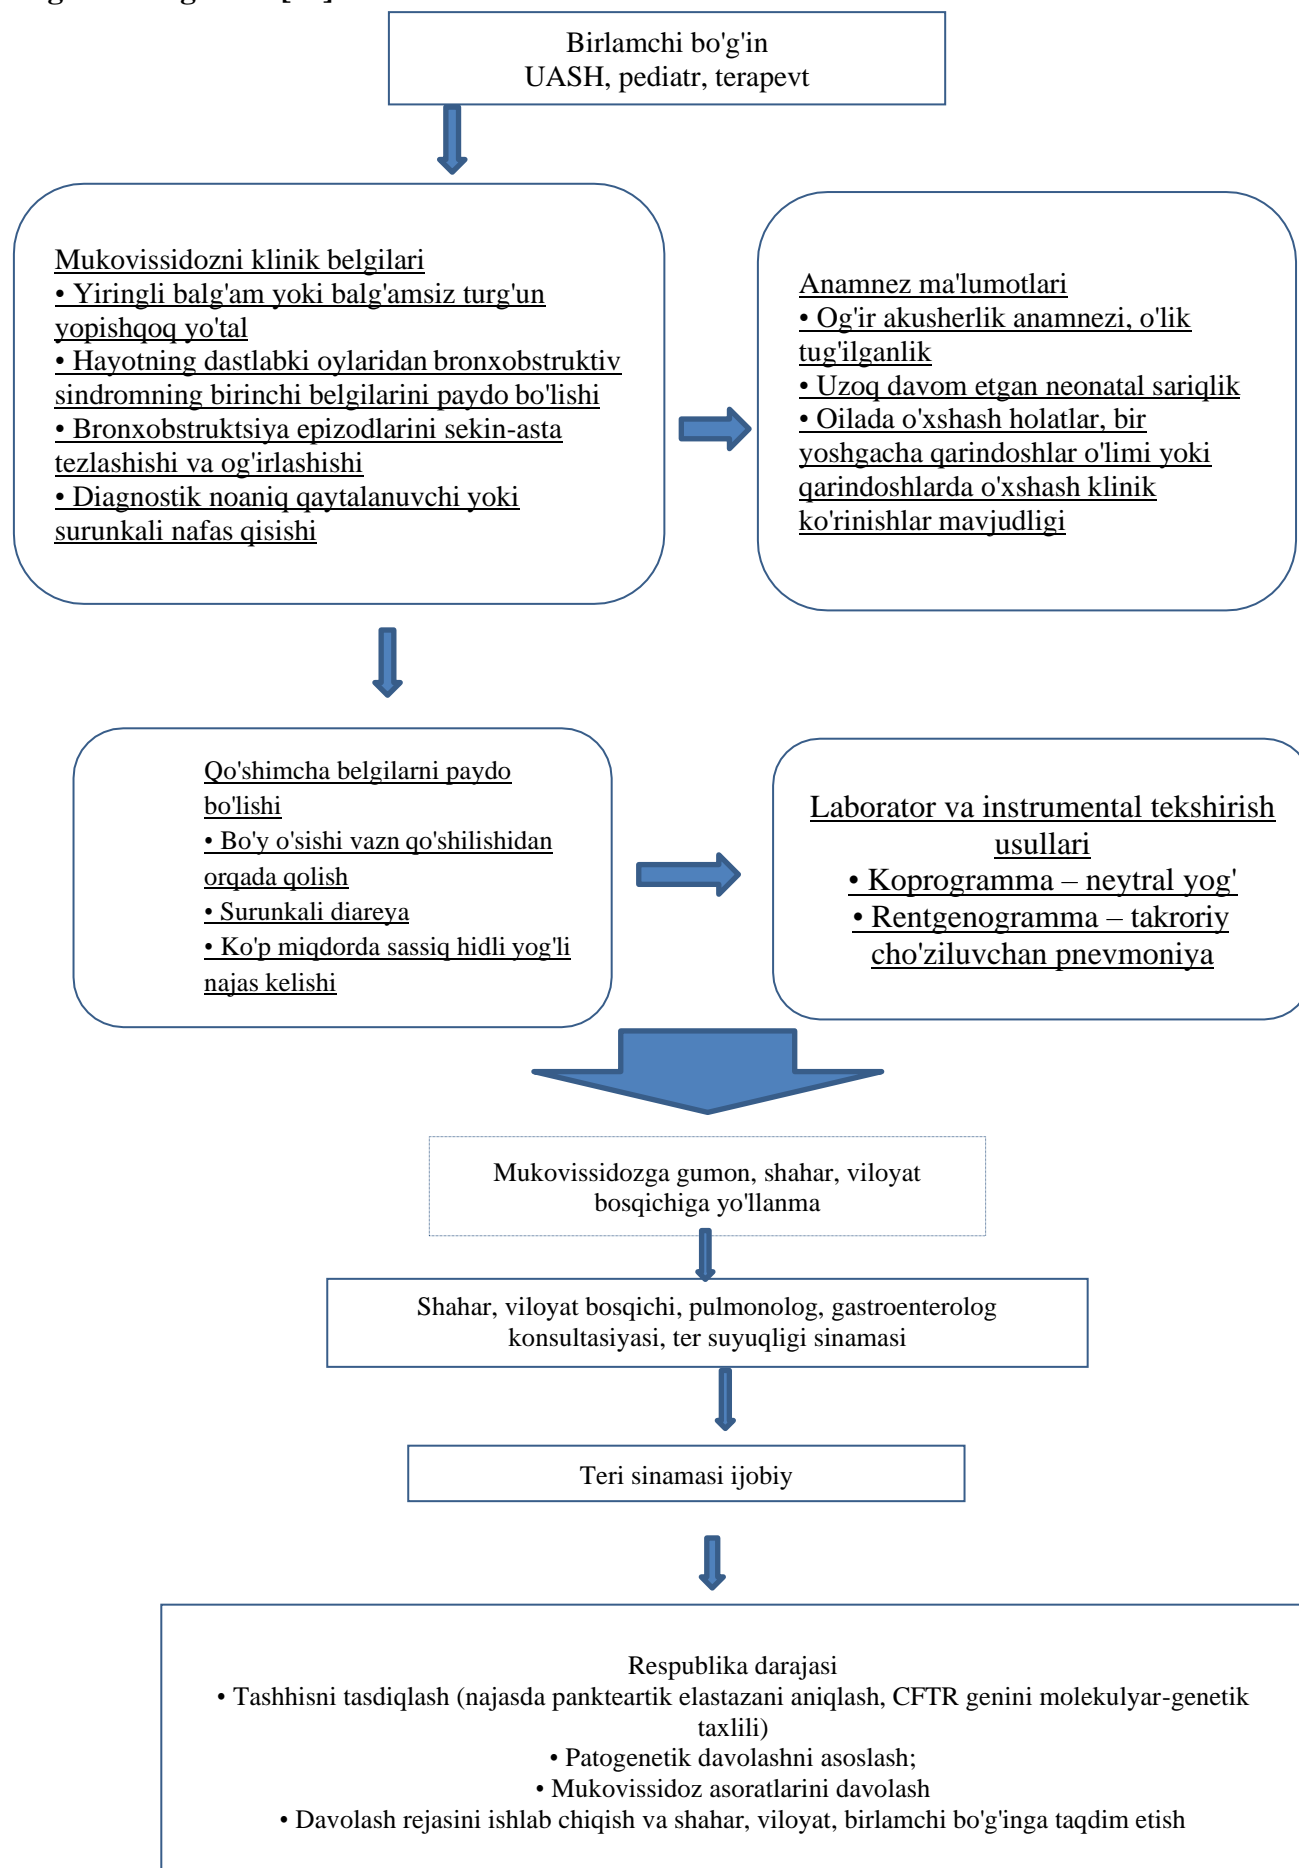 Birlamchi bo'g'in
UASH, pediatr, terapevt
Mukovissidozni klinik belgilari
• Yiringli balg'am yoki balg'amsiz turg'un
yopishqoq yo'tal
• Hayotning dastlabki oylaridan bronxobstruktiv
sindromning birinchi belgilarini paydo bo'lishi
• Bronxobstruktsiya epizodlarini sekin-asta
tezlashishi va og'irlashishi
• Diagnostik noaniq qaytalanuvchi yoki
surunkali nafas qisishi
Anamnez ma'lumotlari
• Og'ir akusherlik anamnezi, o'lik
tug'ilganlik
• Uzoq davom etgan neonatal sariqlik
• Oilada o'xshash holatlar, bir
yoshgacha qarindoshlar o'limi yoki
qarindoshlarda o'xshash klinik
ko'rinishlar mavjudligi
Qo'shimcha belgilarni paydo
bo'lishi
• Bo'y o'sishi vazn qo'shilishidan
orqada qolish
• Surunkali diareya
• Ko'p miqdorda sassiq hidli yog'li
najas kelishi
Laborator va instrumental tekshirish
usullari
• Koprogramma – neytral yog'
• Rentgenogramma – takroriy
cho'ziluvchan pnevmoniya
Mukovissidozga gumon, shahar, viloyat
bosqichiga yo'llanma
Shahar, viloyat bosqichi, pulmonolog, gastroenterolog
konsultasiyasi, ter suyuqligi sinamasi
Teri sinamasi ijobiy
Respublika darajasi
• Tashhisni tasdiqlash (najasda pankteartik elastazani aniqlash, CFTR genini molekulyar-genetik
taxlili)
• Patogenetik davolashni asoslash;
• Mukovissidoz asoratlarini davolash
• Davolash rejasini ishlab chiqish va shahar, viloyat, birlamchi bo'g'inga taqdim etish